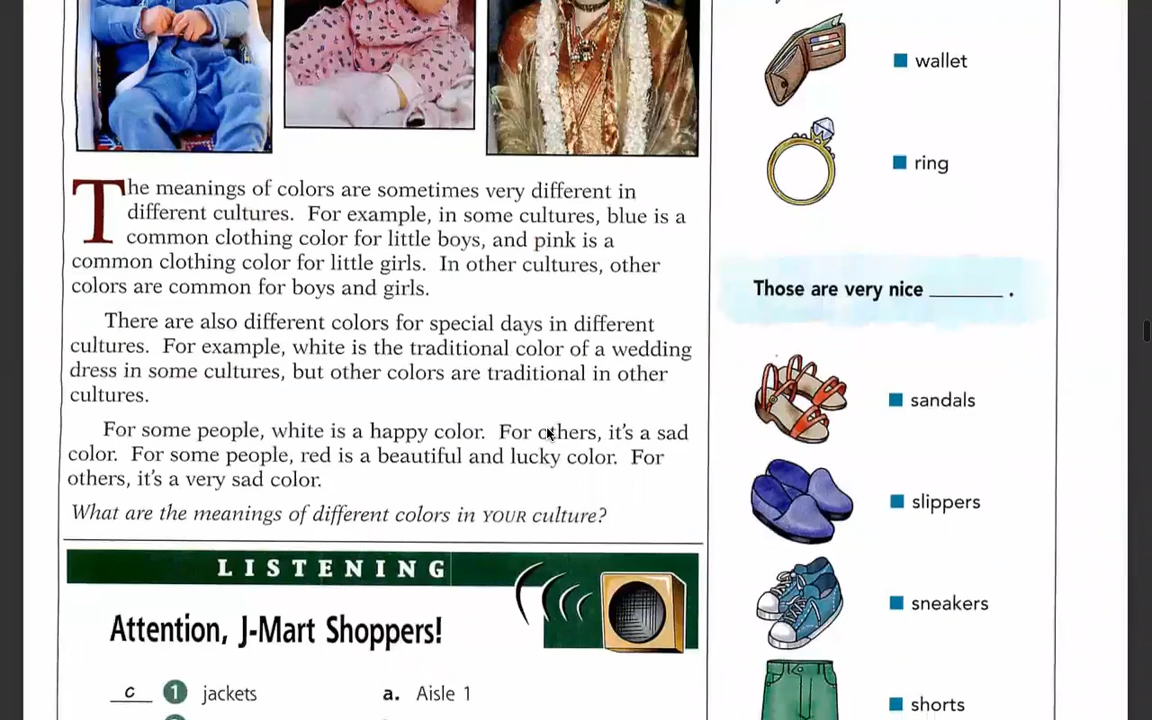 The meanings of colors are sometimes very different in
different cultures. For example, in some cultures, blue is a
common clothing color for little boys, and pink is a
common clothing color for little girls. In other cultures, other
colors are common for boys and girls.
There are also different colors for special days in different
cultures. For example, white is the traditional color of a wedding
dress in some cultures, but other colors are traditional in other
cultures.
For some people, white is a happy color. For others, it's a sad
color. For some people, red is a beautiful and lucky color. For
others, it's a very sad color.
What are the meanings of different colors in YOUR culture?
LISTENING
Attention, J-Mart Shoppers!
c 1 jackets a. Aisle 1
wallet
ring
Those are very nice ______ .
sandals
slippers
sneakers
shorts